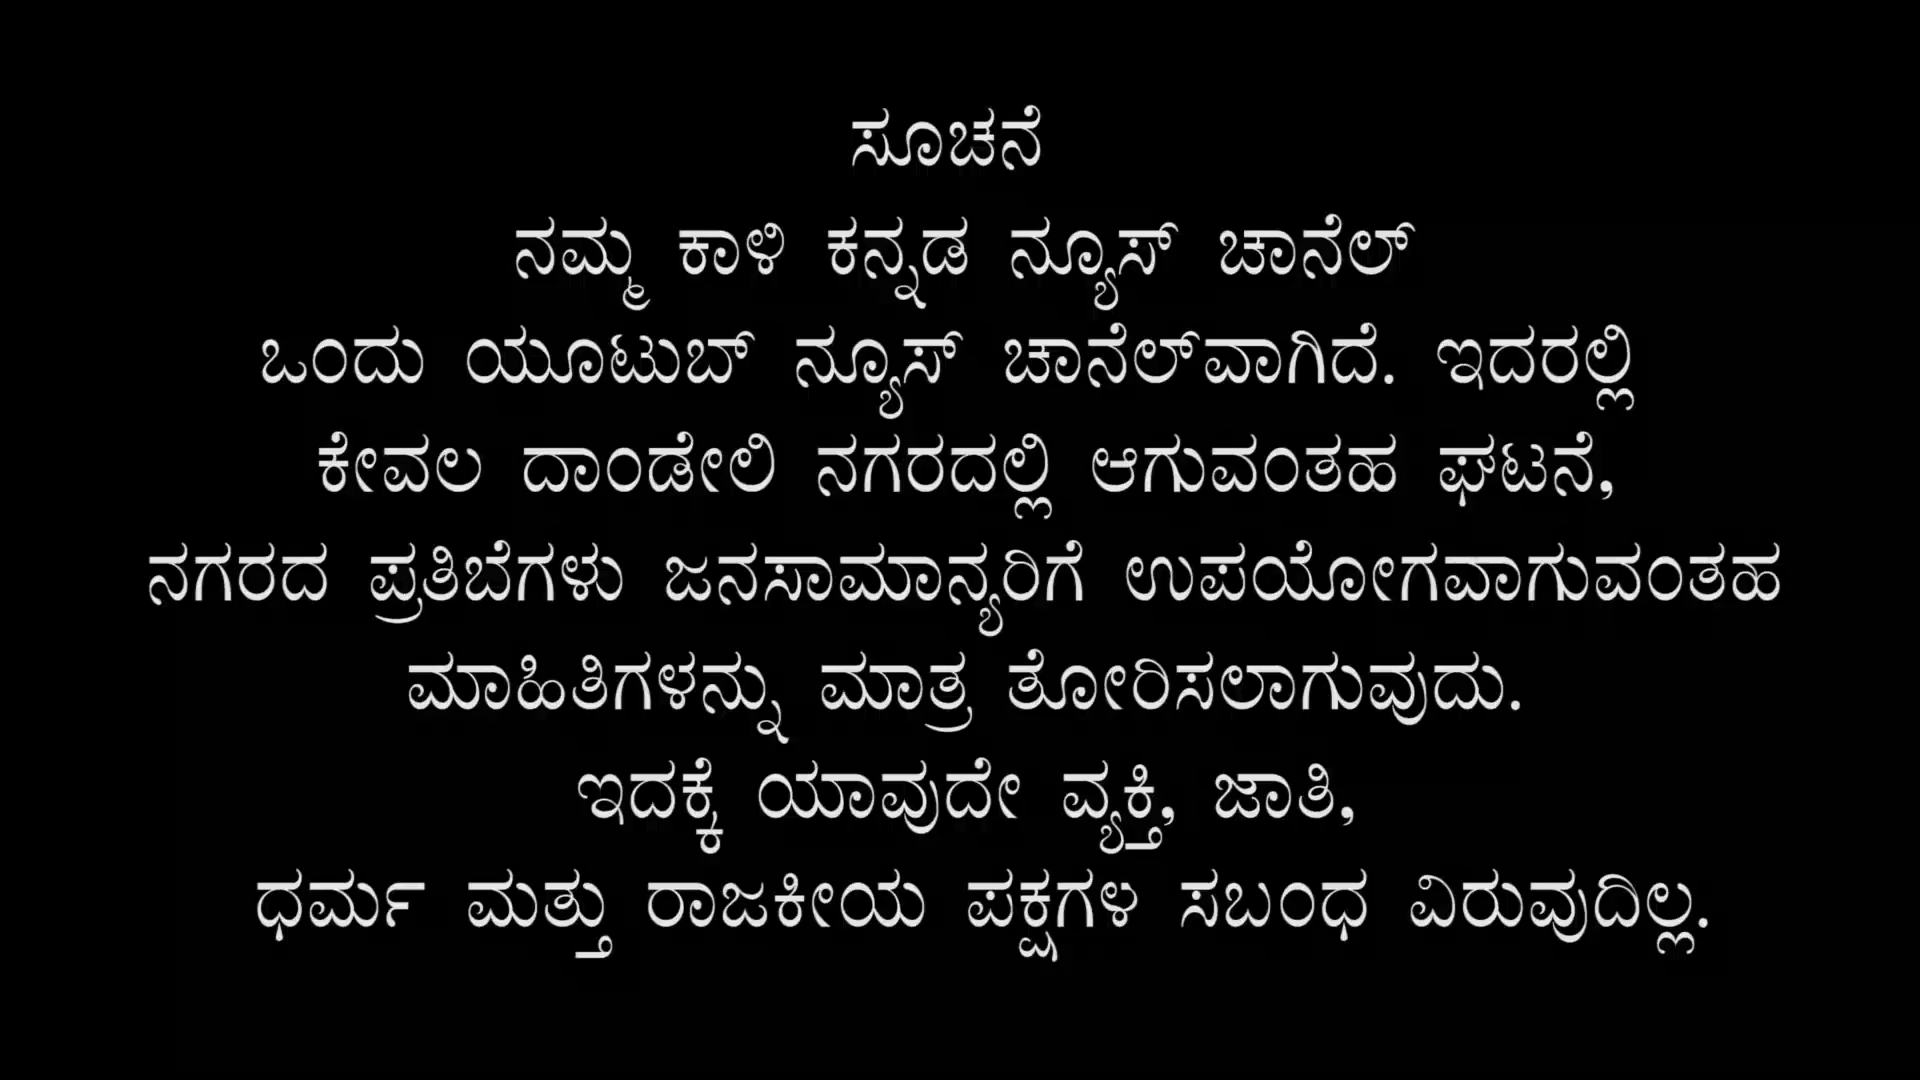 ಸೂಚನೆ
ನಮ್ಮ ಕಾಳಿ ಕನ್ನಡ ನ್ಯೂಸ್ ಚಾನೆಲ್
ಒಂದು ಯೂಟುಬ್ ನ್ಯೂಸ್ ಚಾನೆಲ್‌ವಾಗಿದೆ. ಇದರಲ್ಲಿ
ಕೇವಲ ದಾಂಡೇಲಿ ನಗರದಲ್ಲಿ ಆಗುವಂತಹ ಘಟನೆ,
ನಗರದ ಪ್ರತಿಬೆಗಳು ಜನಸಾಮಾನ್ಯರಿಗೆ ಉಪಯೋಗವಾಗುವಂತಹ
ಮಾಹಿತಿಗಳನ್ನು ಮಾತ್ರ ತೋರಿಸಲಾಗುವುದು.
ಇದಕ್ಕೆ ಯಾವುದೇ ವ್ಯಕ್ತಿ, ಜಾತಿ,
ಧರ್ಮ ಮತ್ತು ರಾಜಕೀಯ ಪಕ್ಷಗಳ ಸಬಂಧ ವಿರುವುದಿಲ್ಲ.